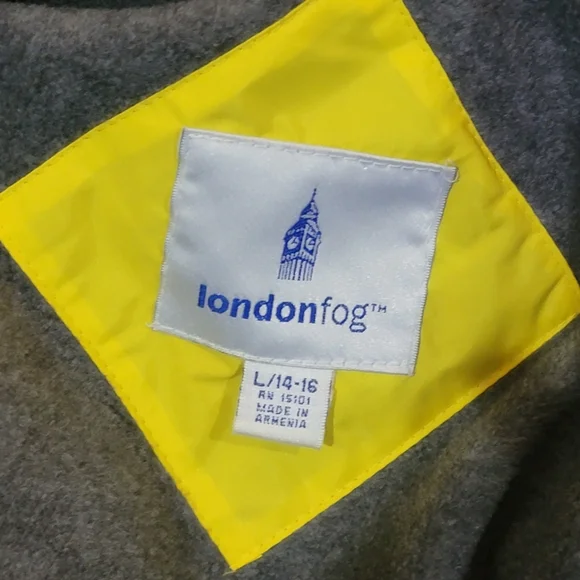 londonfog™
L/14-16
RN 15101
MADE IN
ARMENIA